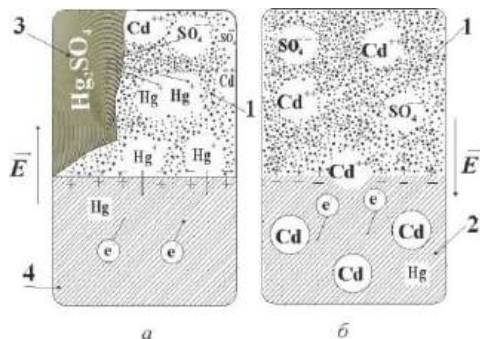 3
Hg₂SO₄
Cd⁺⁺
SO₄⁻⁻
SO₄
Cd
Hg
Hg
1
Hg
Hg
E
+ + + + + + +
Hg
e
e
4
а
SO₄⁻⁻
Cd⁺⁺
1
Cd⁺⁺
SO₄⁻⁻
Cd⁺⁺
E
e
e
2
Cd
Cd
Cd
Hg
б